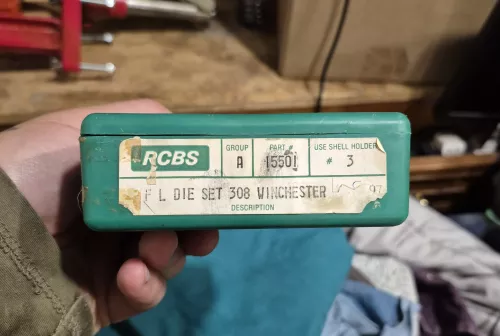 RCBS GROUP PART # USE SHELL HOLDER
A 15501 # 3
F L DIE SET 308 WINCHESTER
DESCRIPTION